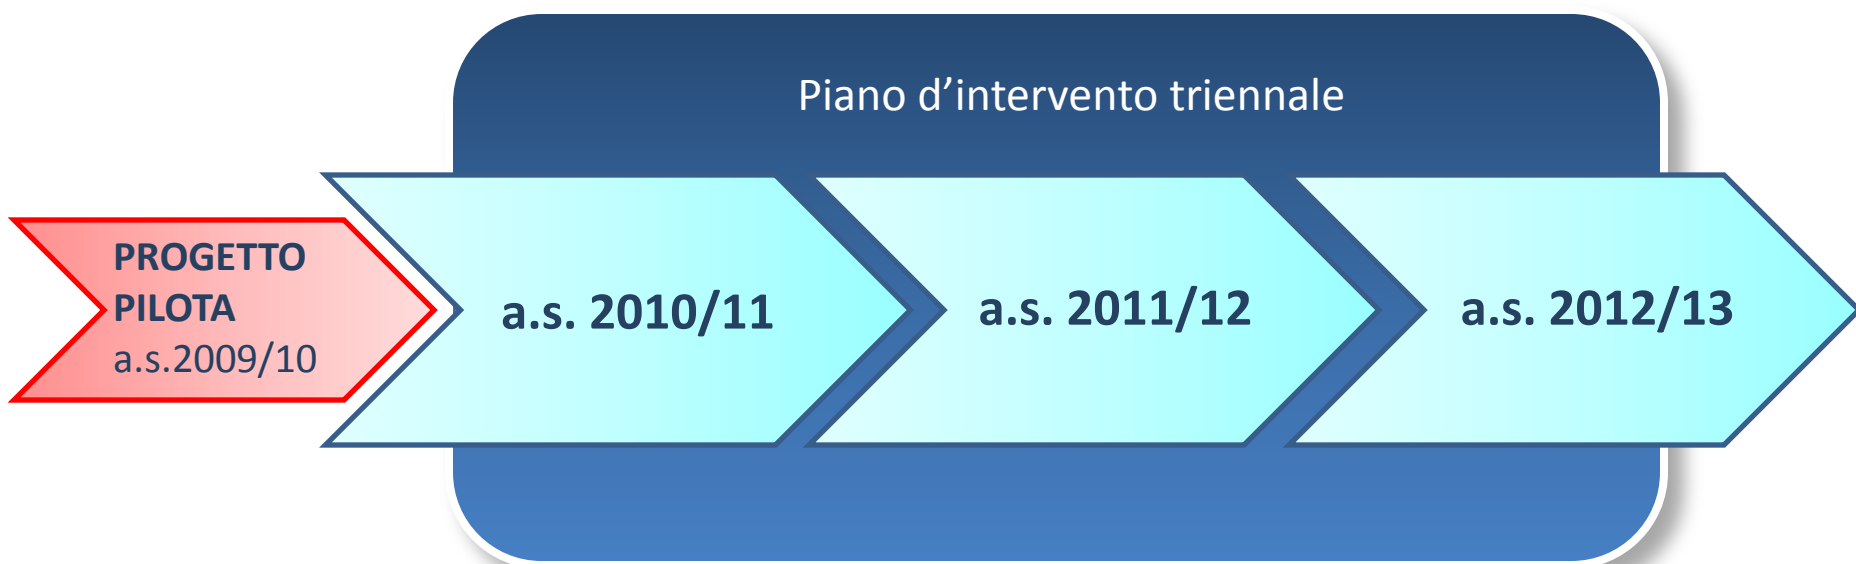 Piano d’intervento triennale
PROGETTO
PILOTA
a.s.2009/10
a.s. 2010/11
a.s. 2011/12
a.s. 2012/13